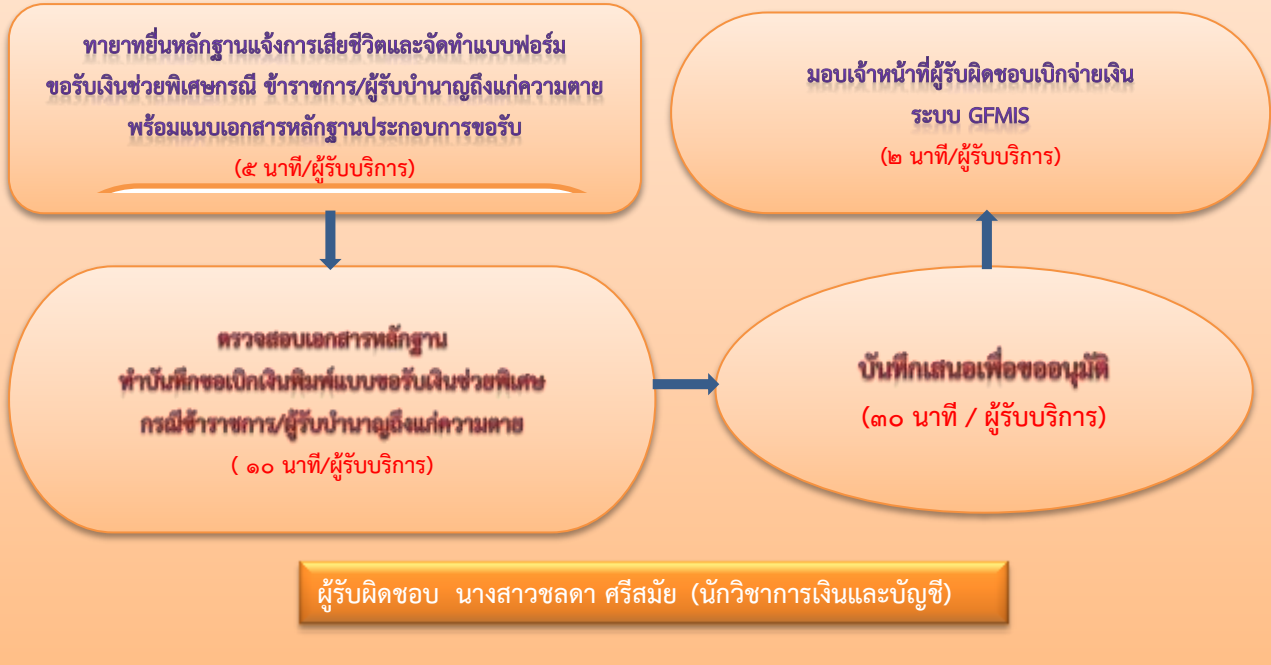 ทายาทยื่นหลักฐานแจ้งการเสียชีวิตและจัดทำแบบฟอร์ม
ขอรับเงินช่วยพิเศษกรณี ข้าราชการ/ผู้รับบำนาญถึงแก่ความตาย
พร้อมแนบเอกสารหลักฐานประกอบการขอรับ
(๕ นาที/ผู้รับบริการ)
ตรวจสอบเอกสารหลักฐาน
ทำบันทึกขอเบิกเงินพิมพ์แบบขอรับเงินช่วยพิเศษ
กรณีข้าราชการ/ผู้รับบำนาญถึงแก่ความตาย
( ๑๐ นาที/ผู้รับบริการ)
บันทึกเสนอเพื่อขออนุมัติ
(๓๐ นาที / ผู้รับบริการ)
มอบเจ้าหน้าที่ผู้รับผิดชอบเบิกจ่ายเงิน
ระบบ GFMIS
(๒ นาที/ผู้รับบริการ)
ผู้รับผิดชอบ นางสาวชลดา ศรีสมัย (นักวิชาการเงินและบัญชี)